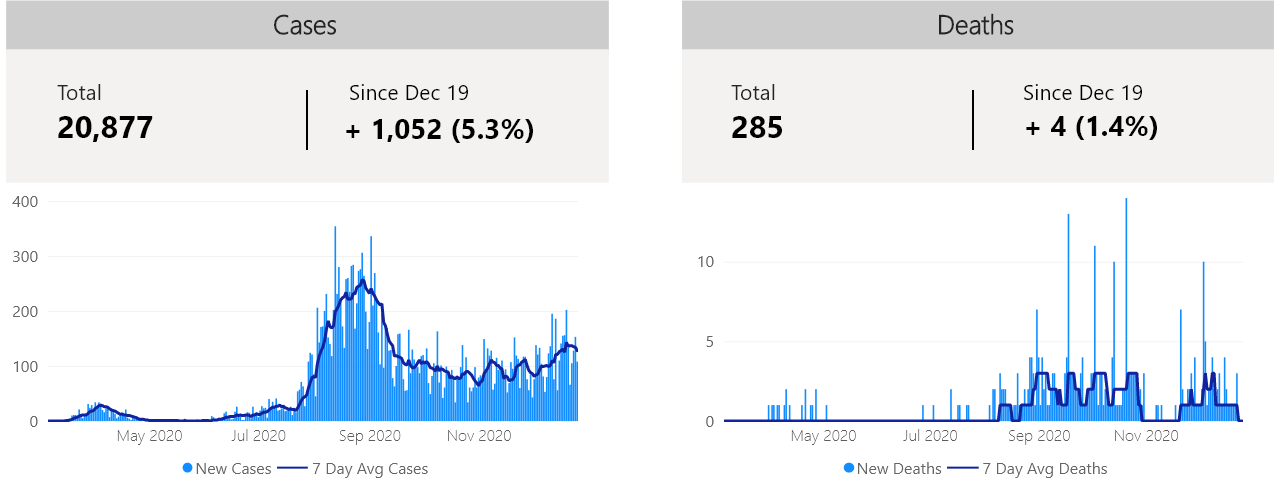 Cases
Total
20,877
Since Dec 19
+ 1,052 (5.3%)
400
300
200
100
0
May 2020 Jul 2020 Sep 2020 Nov 2020
New Cases 7 Day Avg Cases
Deaths
Total
285
Since Dec 19
+ 4 (1.4%)
10
5
0
May 2020 Jul 2020 Sep 2020 Nov 2020
New Deaths 7 Day Avg Deaths